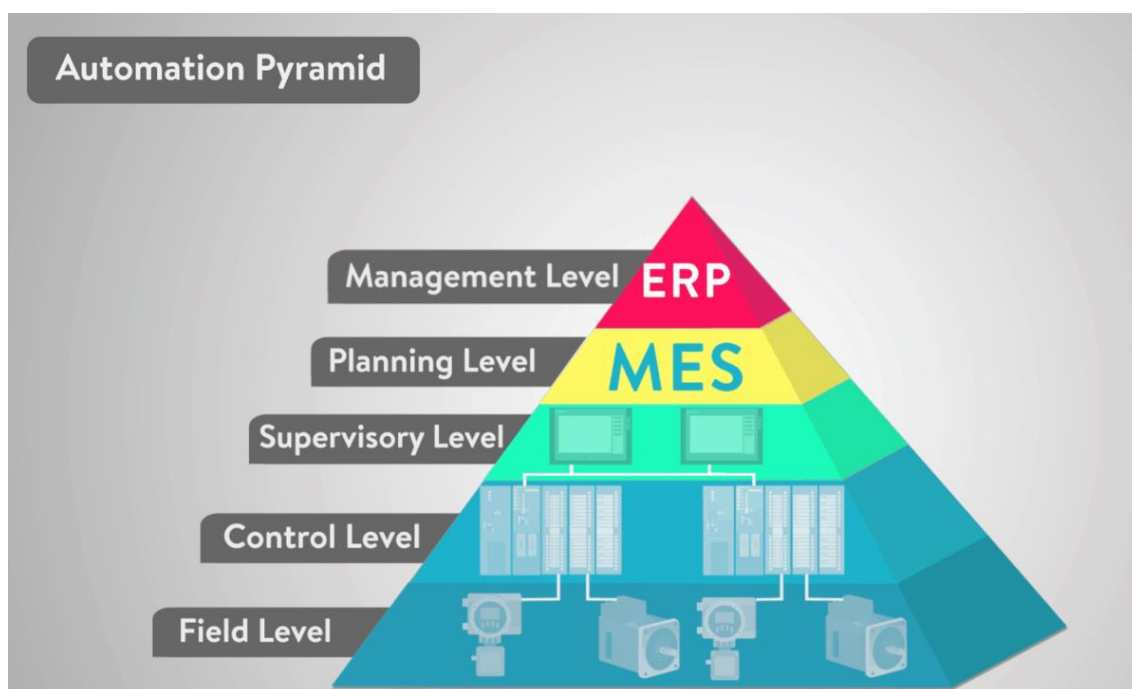 Automation Pyramid
Management Level
ERP
Planning Level
MES
Supervisory Level
Control Level
Field Level